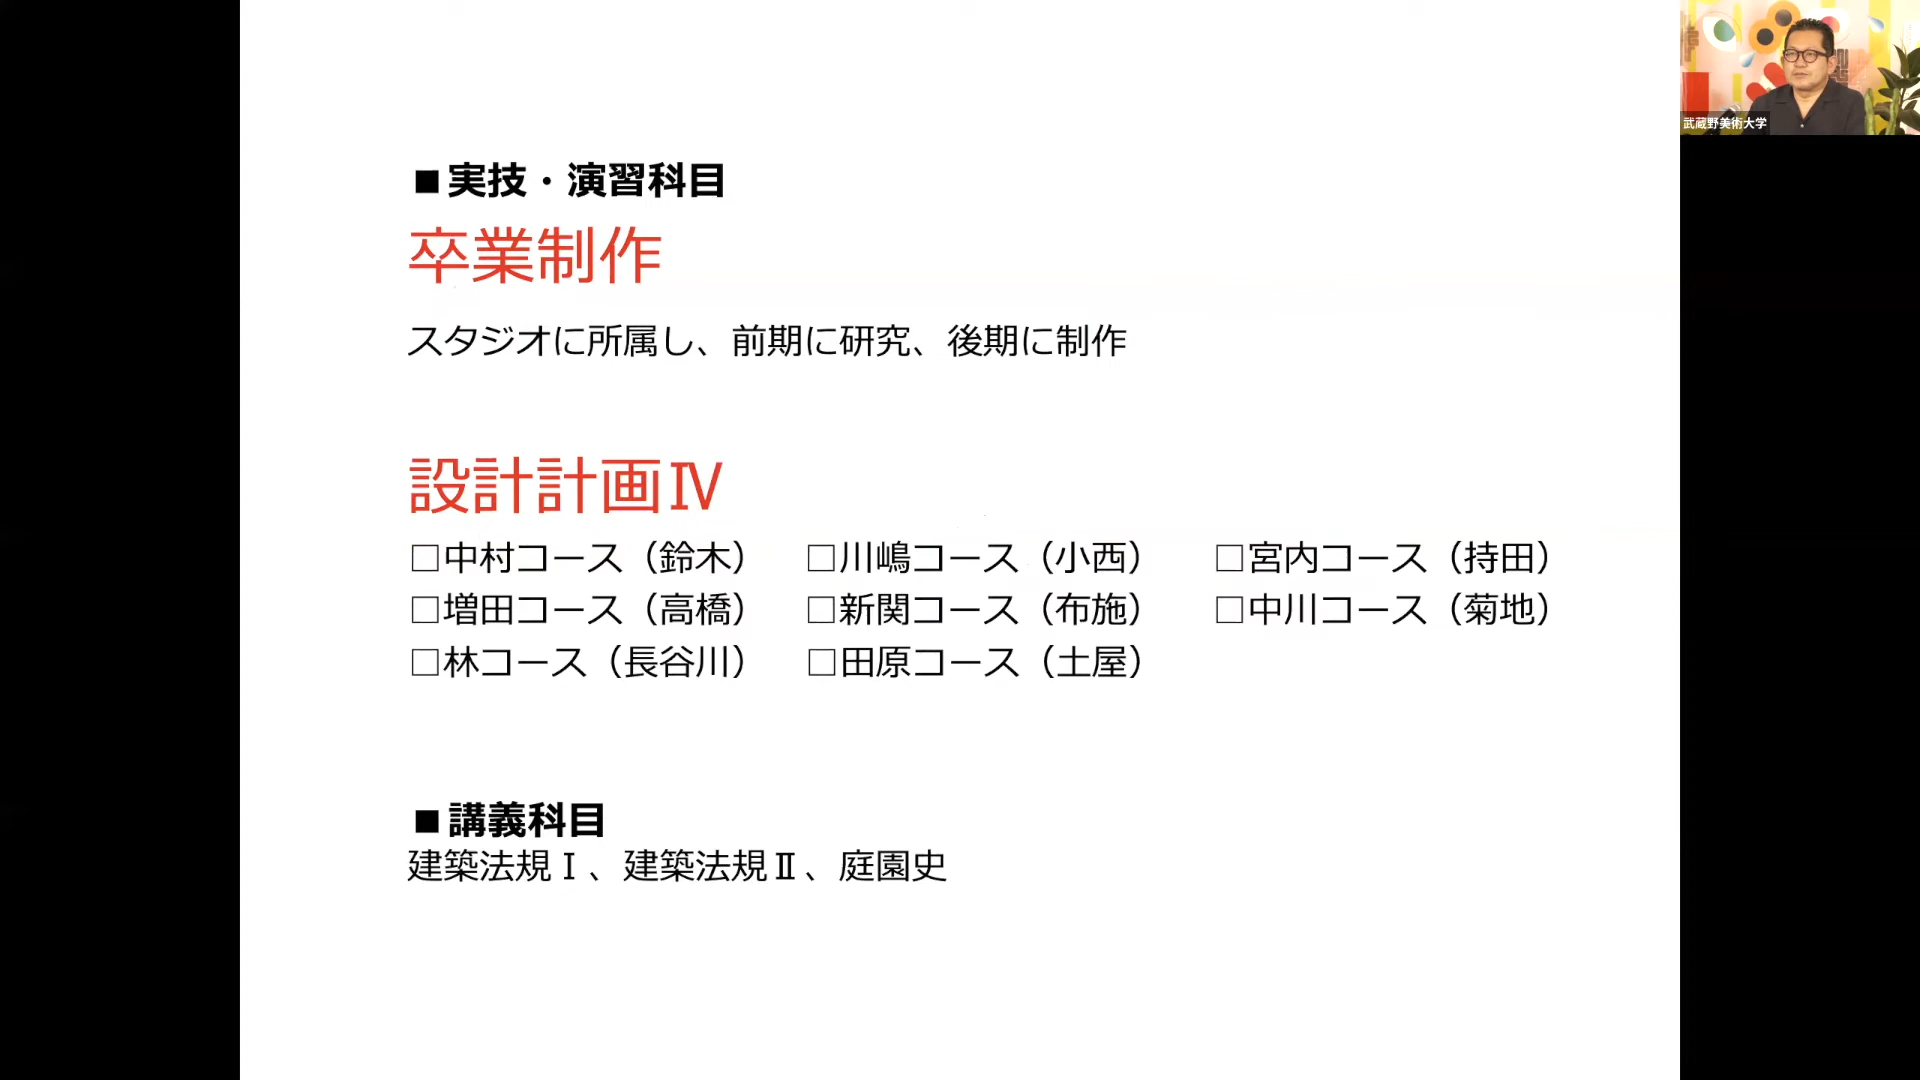 ■実技・演習科目
卒業制作
スタジオに所属し、前期に研究、後期に制作
設計計画Ⅳ
□中村コース（鈴木） □川嶋コース（小西） □宮内コース（持田）
□増田コース（高橋） □新関コース（布施） □中川コース（菊地）
□林コース（長谷川） □田原コース（土屋）
■講義科目
建築法規Ⅰ、建築法規Ⅱ、庭園史
武蔵野美術大学